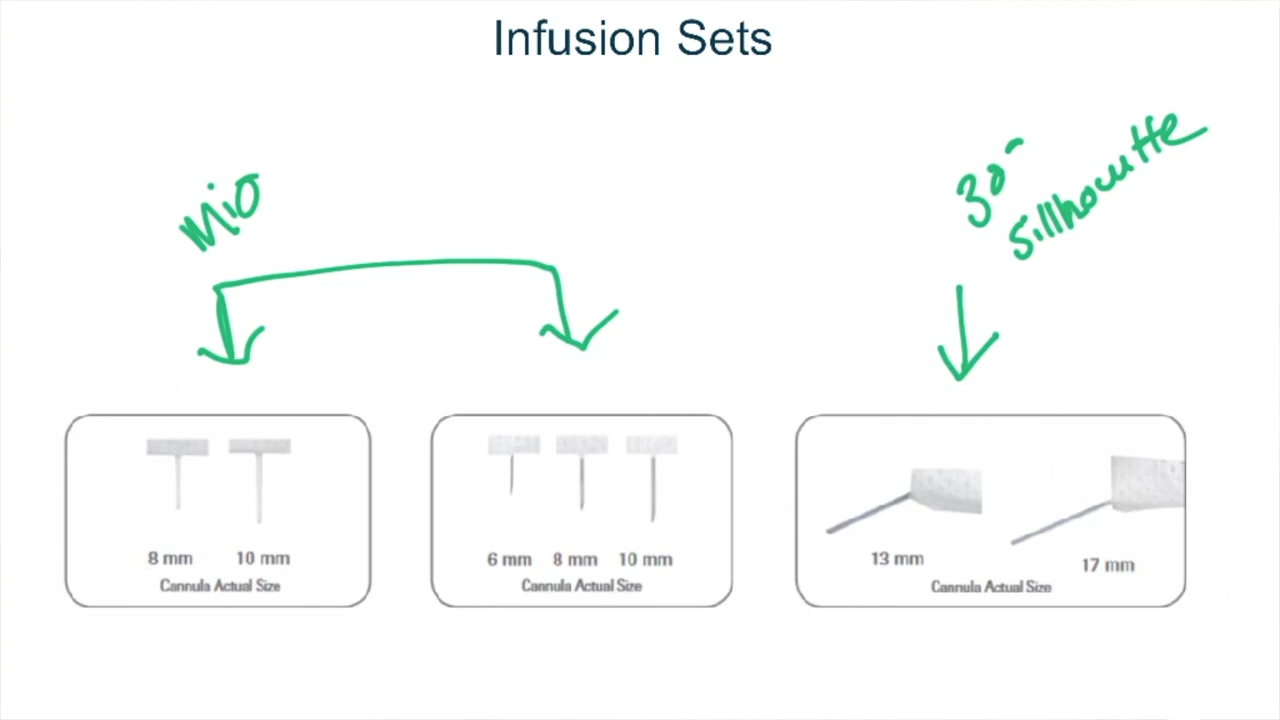 Infusion Sets
Mio
30°
Sillhouette
8 mm 10 mm
Cannula Actual Size
6 mm 8 mm 10 mm
Cannula Actual Size
13 mm 17 mm
Cannula Actual Size